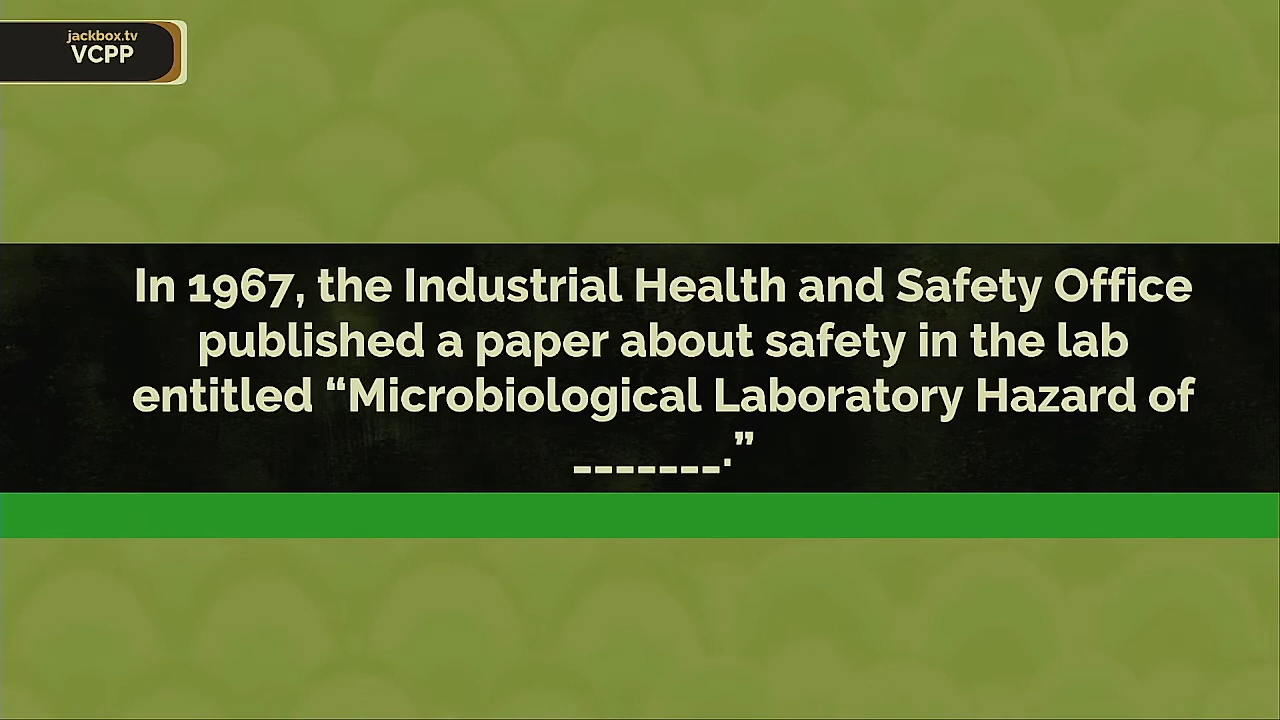 jackbox.tv
VCPP
In 1967, the Industrial Health and Safety Office
published a paper about safety in the lab
entitled “Microbiological Laboratory Hazard of
_______.”